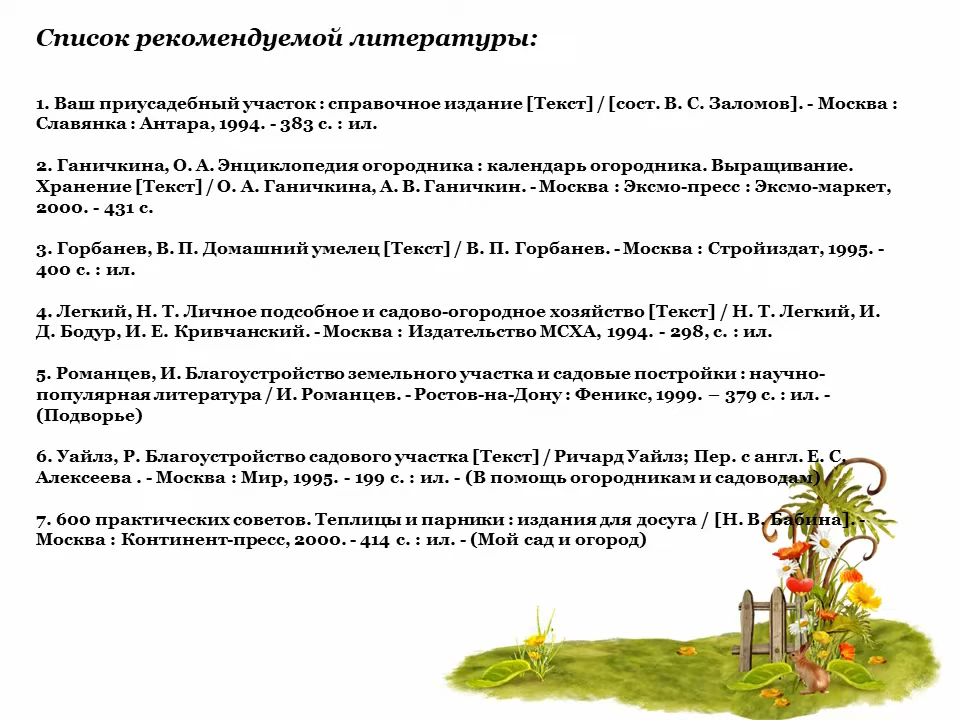 Список рекомендуемой литературы:
1. Ваш приусадебный участок : справочное издание [Текст] / [сост. В. С. Заломов]. - Москва :
Славянка : Антара, 1994. - 383 с. : ил.
2. Ганичкина, О. А. Энциклопедия огородника : календарь огородника. Выращивание.
Хранение [Текст] / О. А. Ганичкина, А. В. Ганичкин. - Москва : Эксмо-пресс : Эксмо-маркет,
2000. - 431 с.
3. Горбанев, В. П. Домашний умелец [Текст] / В. П. Горбанев. - Москва : Стройиздат, 1995. -
400 с. : ил.
4. Легкий, Н. Т. Личное подсобное и садово-огородное хозяйство [Текст] / Н. Т. Легкий, И.
Д. Бодур, И. Е. Кривчанский. - Москва : Издательство МСХА, 1994. - 298, с. : ил.
5. Романцев, И. Благоустройство земельного участка и садовые постройки : научно-
популярная литература / И. Романцев. - Ростов-на-Дону : Феникс, 1999. – 379 с. : ил. -
(Подворье)
6. Уайлз, Р. Благоустройство садового участка [Текст] / Ричард Уайлз; Пер. с англ. Е. С.
Алексеева . - Москва : Мир, 1995. - 199 с. : ил. - (В помощь огородникам и садоводам)
7. 600 практических советов. Теплицы и парники : издания для досуга / [Н. В. Бабина]. -
Москва : Континент-пресс, 2000. - 414 с. : ил. - (Мой сад и огород)